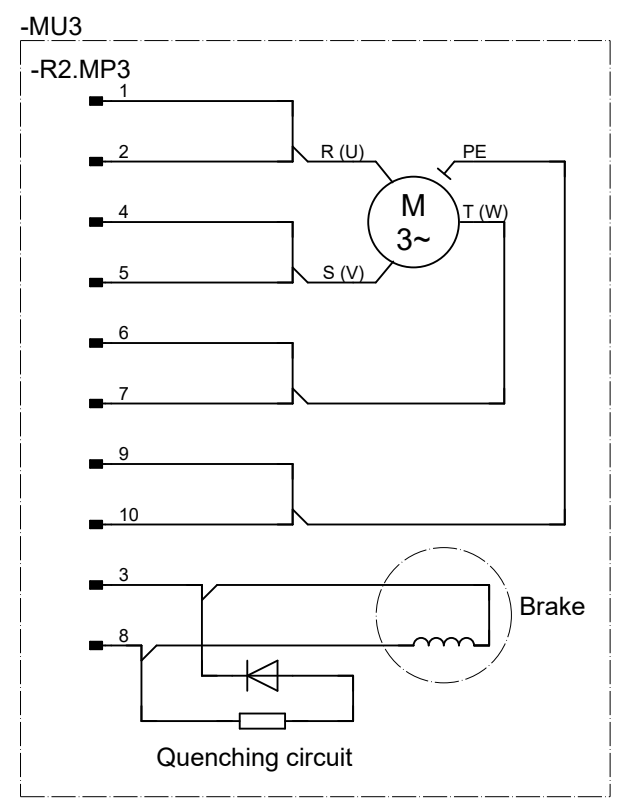 -MU3
-R2.MP3
1
2
R (U)
PE
4
M
3~
T (W)
5
S (V)
6
7
9
10
3
Brake
8
Quenching circuit